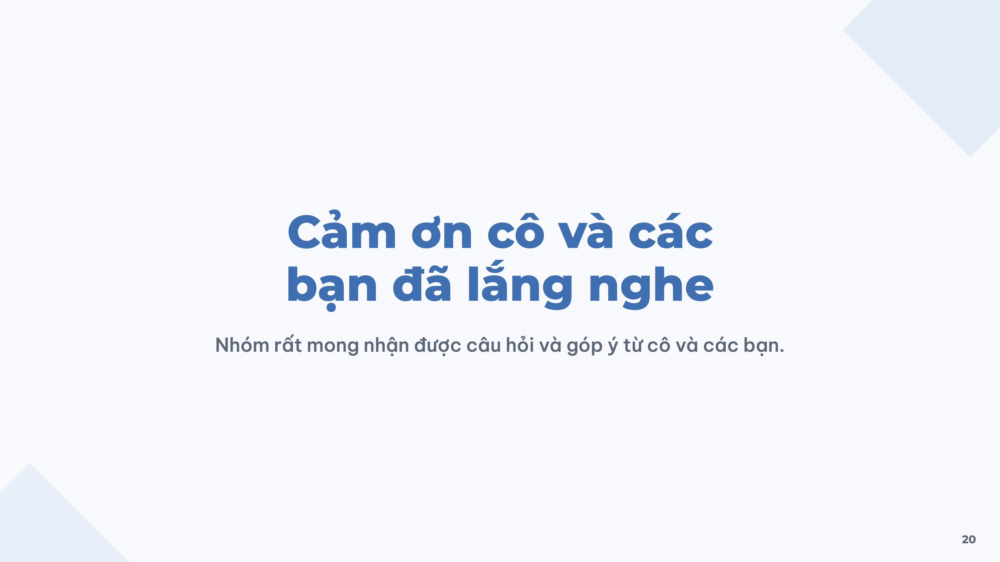 Cảm ơn cô và các
bạn đã lắng nghe
Nhóm rất mong nhận được câu hỏi và góp ý từ cô và các bạn.
20